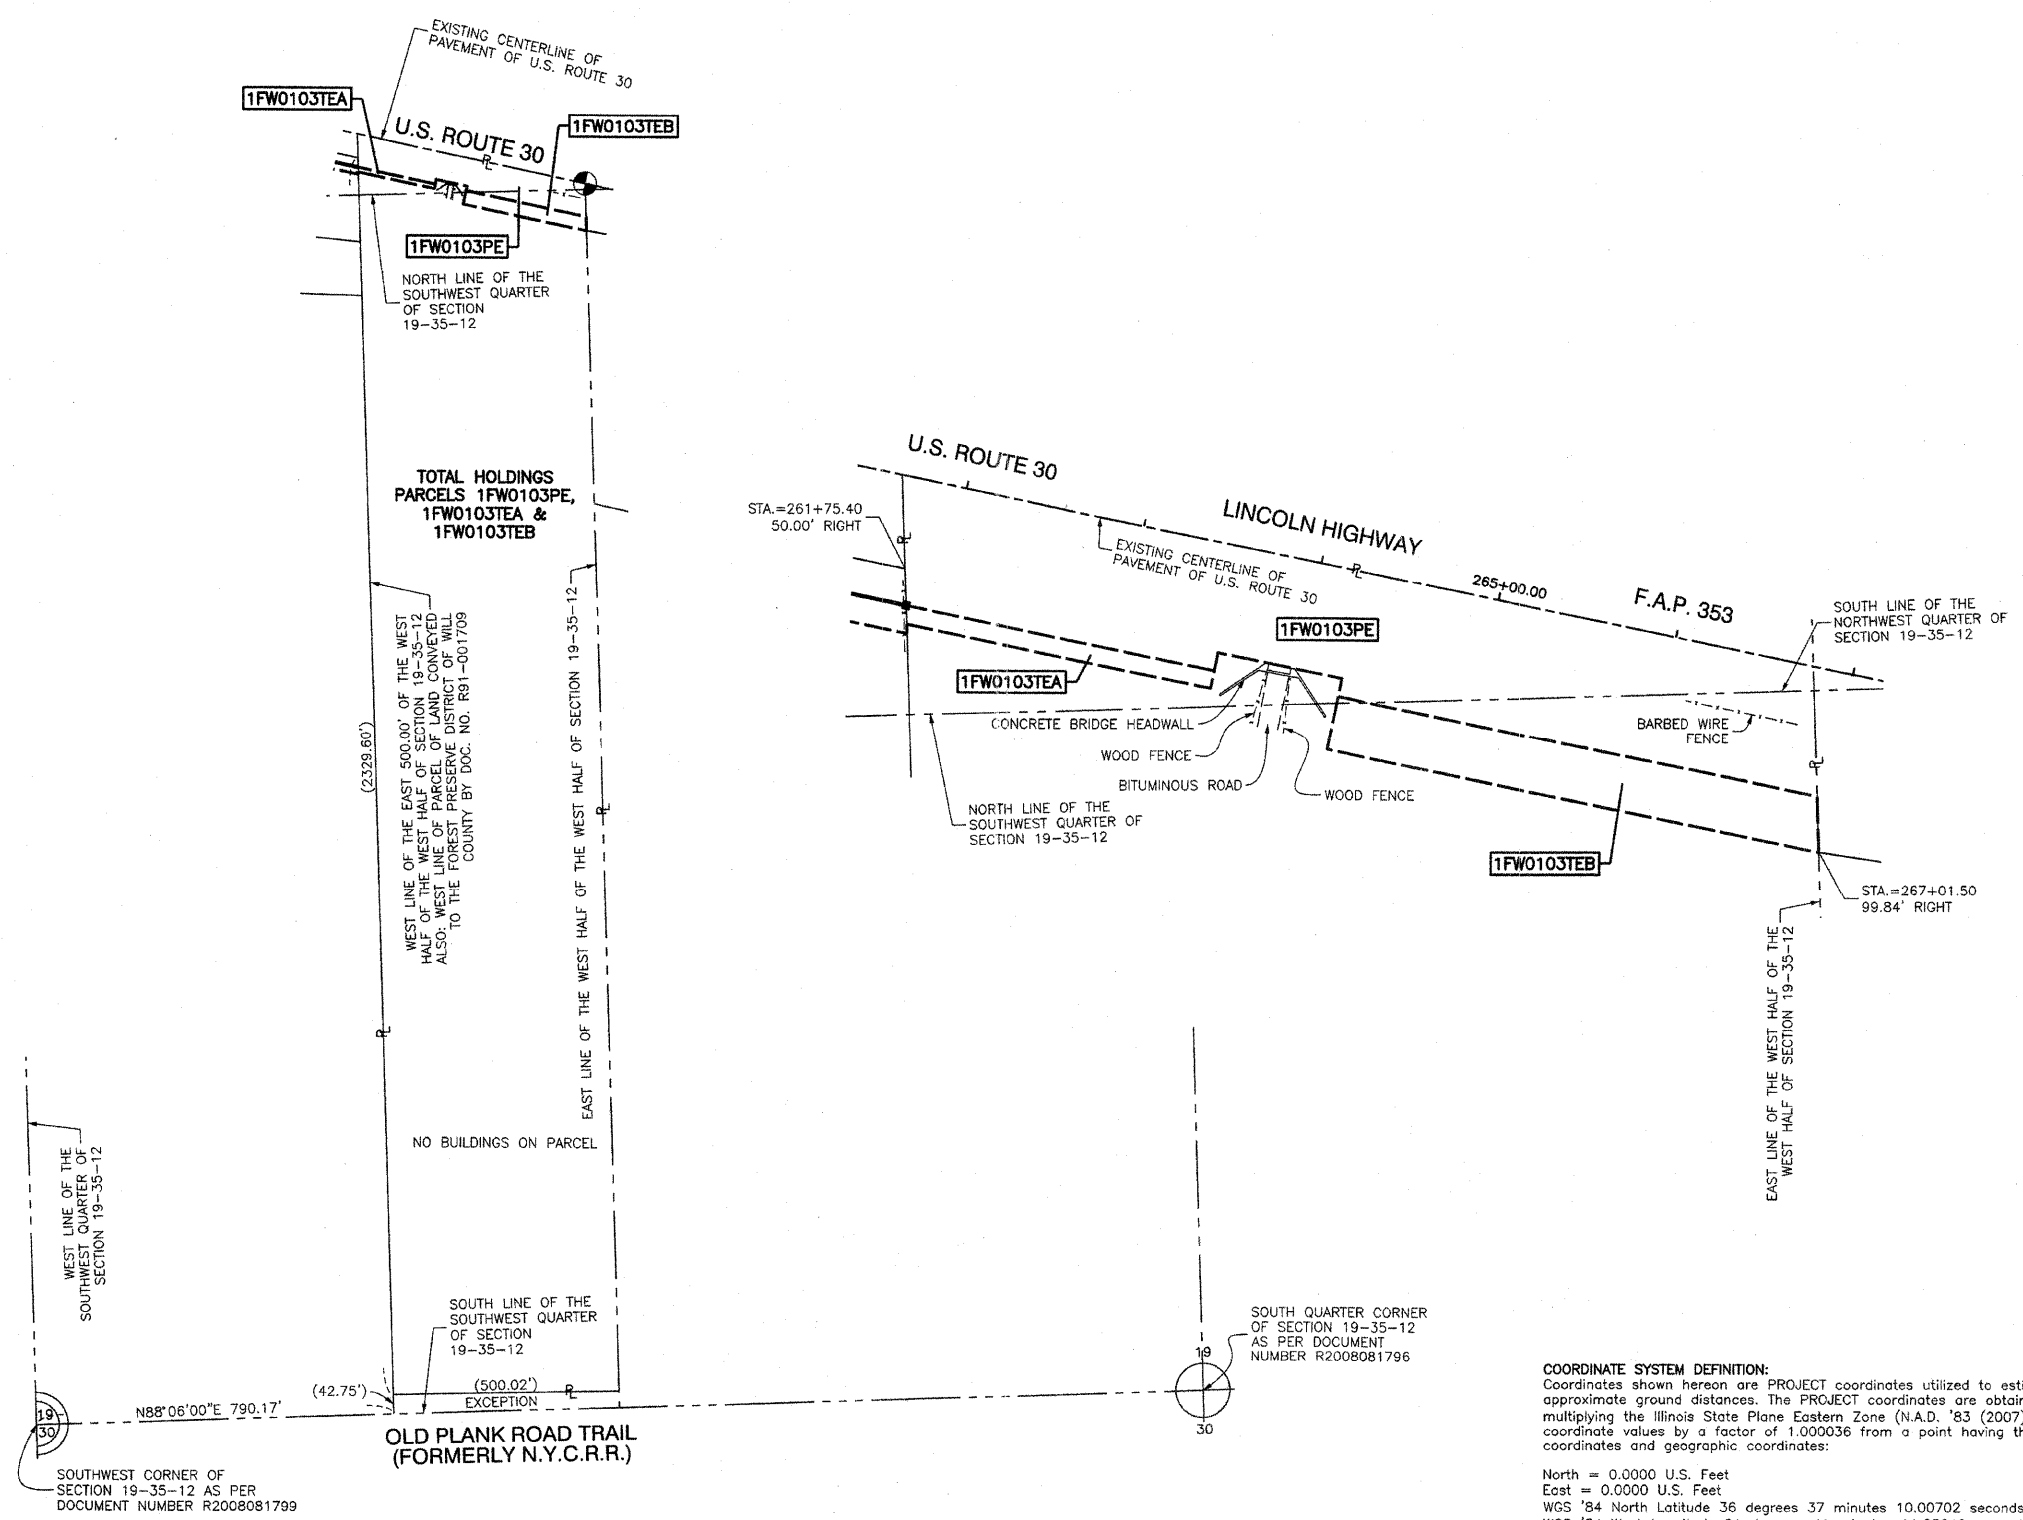 EXISTING CENTERLINE OF
PAVEMENT OF U.S. ROUTE 30
1FW0103TEA
U.S. ROUTE 30
1FW0103TEB
1FW0103PE
NORTH LINE OF THE
SOUTHWEST QUARTER
OF SECTION
19-35-12
TOTAL HOLDINGS
PARCELS 1FW0103PE,
1FW0103TEA &
1FW0103TEB
(2329.60')
WEST LINE OF THE EAST 500.00' OF THE WEST
HALF OF THE WEST HALF OF SECTION 19-35-12
ALSO: WEST LINE OF PARCEL OF LAND CONVEYED
TO THE FOREST PRESERVE DISTRICT OF WILL
COUNTY BY DOC. NO. R91-001709
EAST LINE OF THE WEST HALF OF THE WEST HALF OF SECTION 19-35-12
NO BUILDINGS ON PARCEL
WEST LINE OF THE
SOUTHWEST QUARTER OF
SECTION 19-35-12
SOUTH LINE OF THE
SOUTHWEST QUARTER
OF SECTION
19-35-12
(42.75')
(500.02')
EXCEPTION
N88°06'00"E 790.17'
19
30
OLD PLANK ROAD TRAIL
(FORMERLY N.Y.C.R.R.)
SOUTHWEST CORNER OF
SECTION 19-35-12 AS PER
DOCUMENT NUMBER R2008081799
U.S. ROUTE 30
LINCOLN HIGHWAY
F.A.P. 353
STA.=261+75.40
50.00' RIGHT
EXISTING CENTERLINE OF
PAVEMENT OF U.S. ROUTE 30
265+00.00
SOUTH LINE OF THE
NORTHWEST QUARTER OF
SECTION 19-35-12
1FW0103PE
1FW0103TEA
CONCRETE BRIDGE HEADWALL
WOOD FENCE
BITUMINOUS ROAD
WOOD FENCE
BARBED WIRE
FENCE
NORTH LINE OF THE
SOUTHWEST QUARTER OF
SECTION 19-35-12
1FW0103TEB
STA.=267+01.50
99.84' RIGHT
EAST LINE OF THE WEST HALF OF THE
WEST HALF OF SECTION 19-35-12
SOUTH QUARTER CORNER
OF SECTION 19-35-12
AS PER DOCUMENT
NUMBER R2008081796
19
30
COORDINATE SYSTEM DEFINITION:
Coordinates shown hereon are PROJECT coordinates utilized to esti
approximate ground distances. The PROJECT coordinates are obtain
multiplying the Illinois State Plane Eastern Zone (N.A.D. '83 (2007)
coordinate values by a factor of 1.000036 from a point having th
coordinates and geographic coordinates:
North = 0.0000 U.S. Feet
East = 0.0000 U.S. Feet
WGS '84 North Latitude 36 degrees 37 minutes 10.00702 seconds